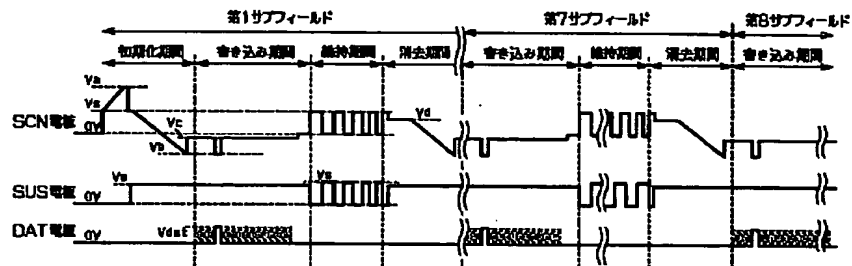 第1サブフィールド 第7サブフィールド 第8サブフィールド
初期化期間 書き込み期間 維持期間 消去期間 書き込み期間 維持期間 消去期間 書き込み期間
Va
Vs
Vc
Vd
SCN電極 0V
Vb
Vs
SUS電極 0V
DAT電極 0V